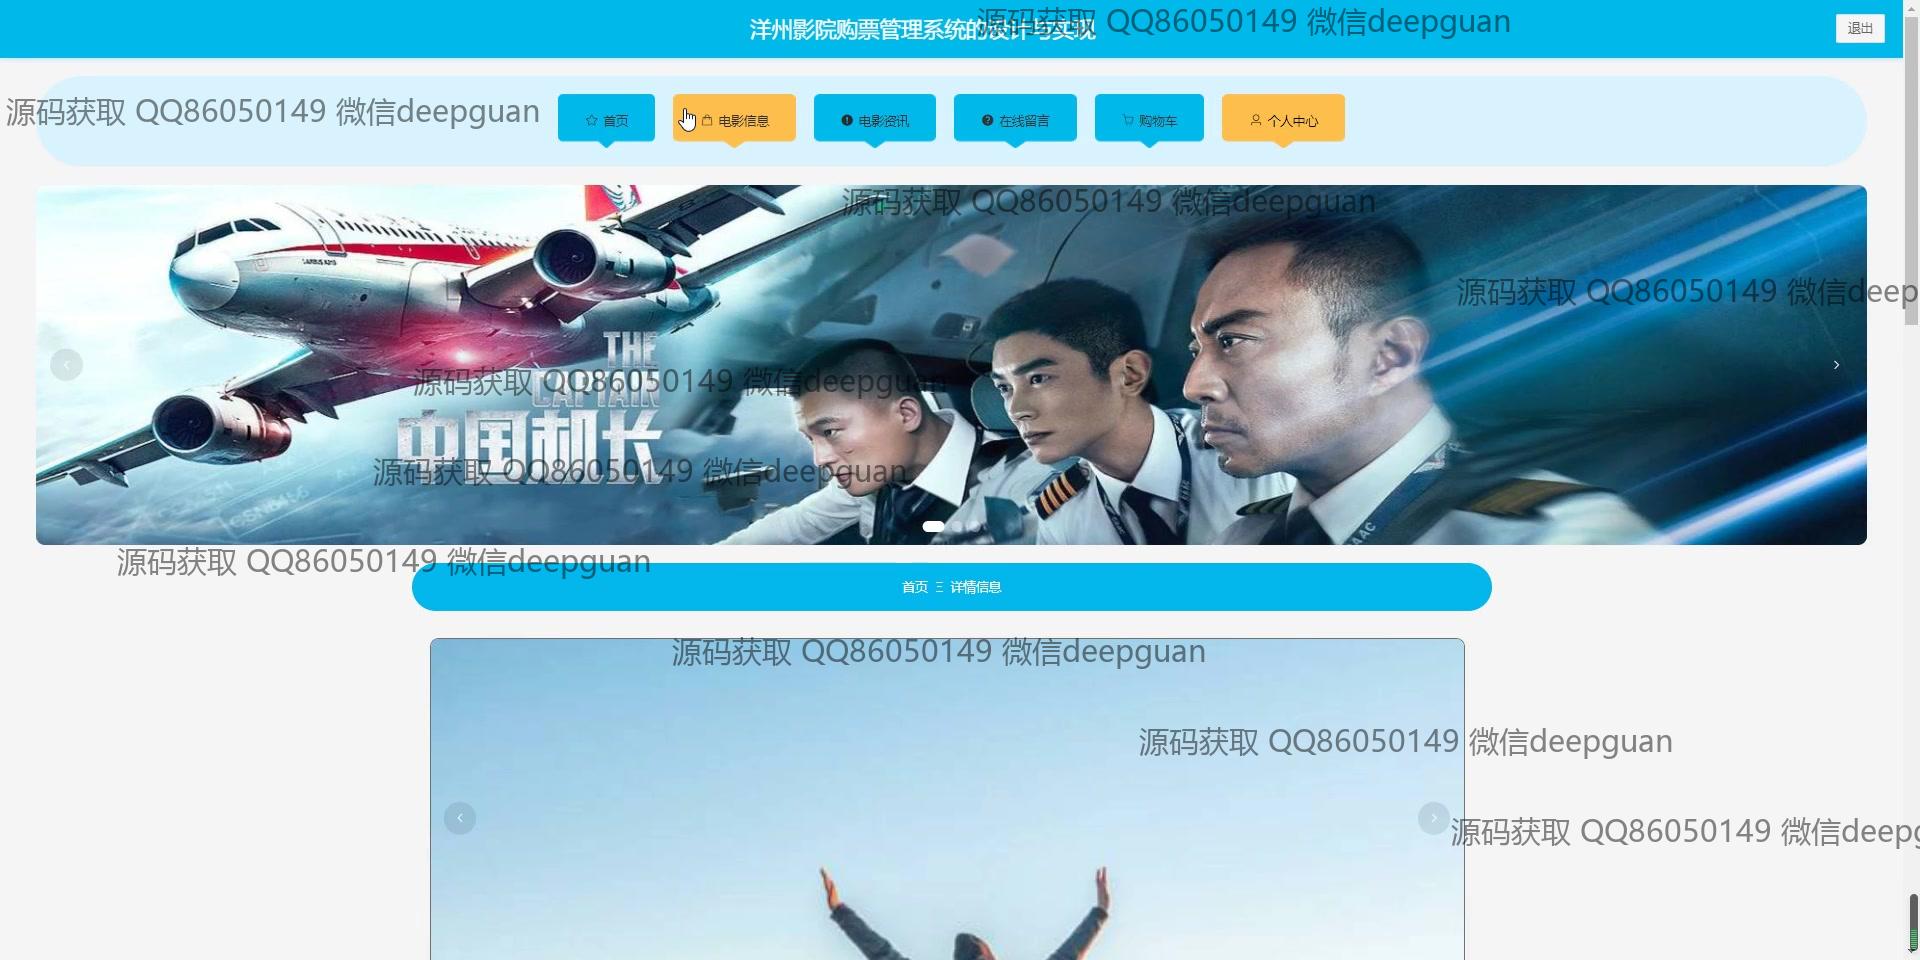 洋州影院购票管理系统的设计与实现
源码获取 QQ86050149 微信deepguan
退出
源码获取 QQ86050149 微信deepguan
首页
电影信息
电影资讯
在线留言
购物车
个人中心
源码获取 QQ86050149 微信deepguan
源码获取 QQ86050149 微信deep
THE
CAPTAIN
源码获取 QQ86050149 微信deepguan
中国机长
源码获取 QQ86050149 微信deepguan
源码获取 QQ86050149 微信deepguan
首页 Ξ 详情信息
源码获取 QQ86050149 微信deepguan
源码获取 QQ86050149 微信deepguan
源码获取 QQ86050149 微信deepg